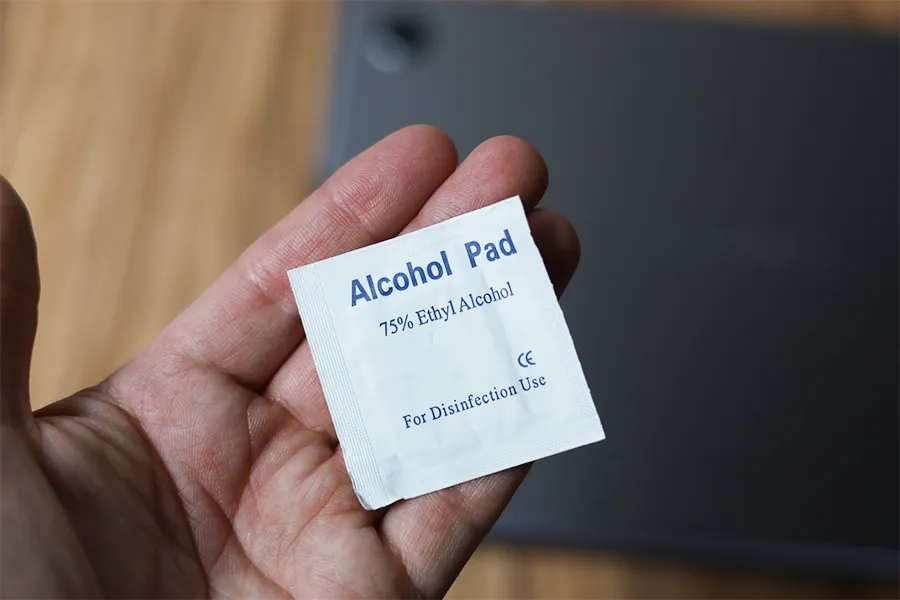 Alcohol Pad
75% Ethyl Alcohol
CE
For Disinfection Use